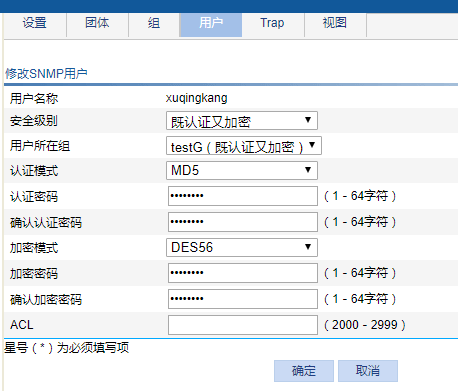 设置 团体 组 用户 Trap 视图
修改SNMP用户
用户名称 xuqingkang
安全级别 既认证又加密
用户所在组 testG ( 既认证又加密 )
认证模式 MD5
认证密码 •••••••• ( 1 - 64字符 )
确认认证密码 •••••••• ( 1 - 64字符 )
加密模式 DES56
加密密码 •••••••• ( 1 - 64字符 )
确认加密密码 •••••••• ( 1 - 64字符 )
ACL ( 2000 - 2999 )
星号 ( * ) 为必须填写项
确定 取消